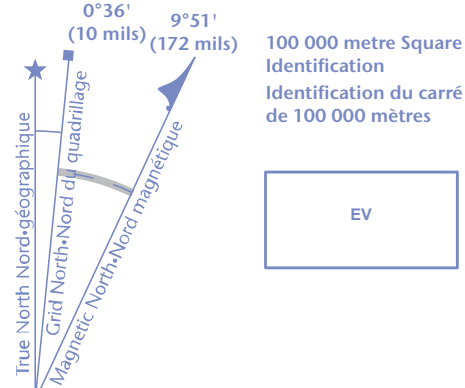 0°36'
(10 mils)
9°51'
(172 mils)
True North Nord•géographique
Grid North•Nord du quadrillage
Magnetic North•Nord magnétique
100 000 metre Square
Identification
Identification du carré
de 100 000 mètres
EV